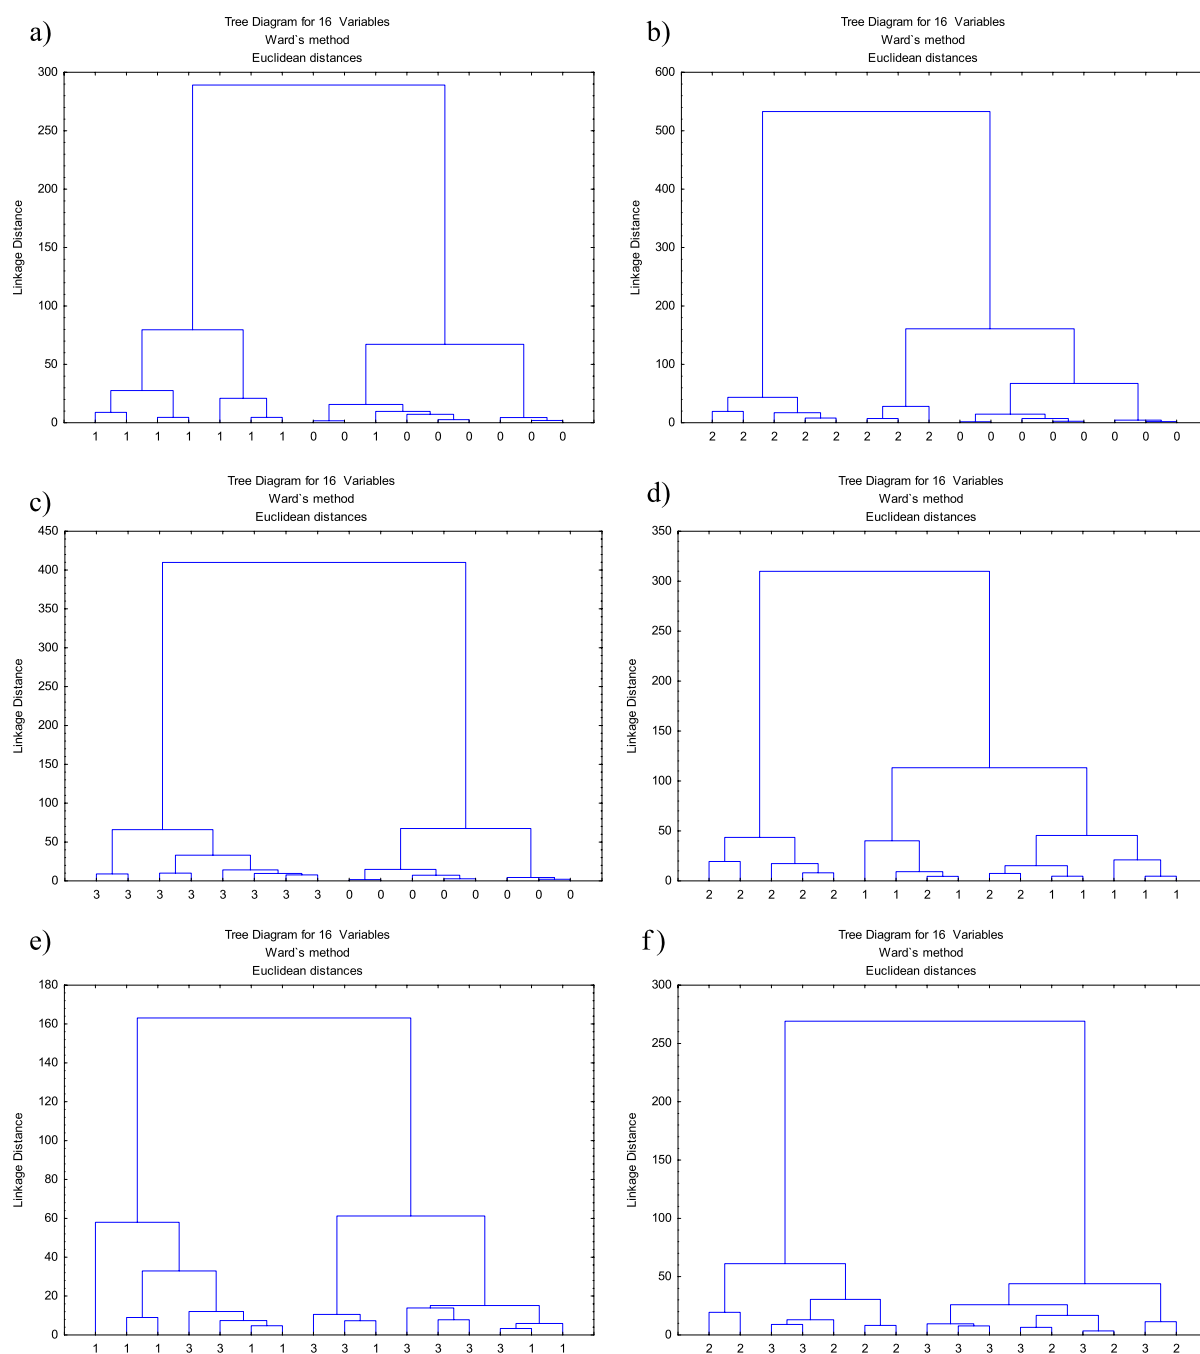 a)
Tree Diagram for 16 Variables
Ward`s method
Euclidean distances
300
250
200
150
100
50
0
Linkage Distance
1 1 1 1 1 1 1 0 0 1 0 0 0 0 0 0
b)
Tree Diagram for 16 Variables
Ward`s method
Euclidean distances
600
500
400
300
200
100
0
Linkage Distance
2 2 2 2 2 2 2 2 0 0 0 0 0 0 0 0
c)
Tree Diagram for 16 Variables
Ward`s method
Euclidean distances
450
400
350
300
250
200
150
100
50
0
Linkage Distance
3 3 3 3 3 3 3 3 0 0 0 0 0 0 0 0
d)
Tree Diagram for 16 Variables
Ward`s method
Euclidean distances
350
300
250
200
150
100
50
0
Linkage Distance
2 2 2 2 2 1 1 2 1 2 2 1 1 1 1 1
e)
Tree Diagram for 16 Variables
Ward`s method
Euclidean distances
180
160
140
120
100
80
60
40
20
0
Linkage Distance
1 1 1 3 3 1 1 3 3 1 3 3 3 3 1 1
f)
Tree Diagram for 16 Variables
Ward`s method
Euclidean distances
300
250
200
150
100
50
0
Linkage Distance
2 2 3 3 2 2 2 3 3 3 3 2 3 2 3 2